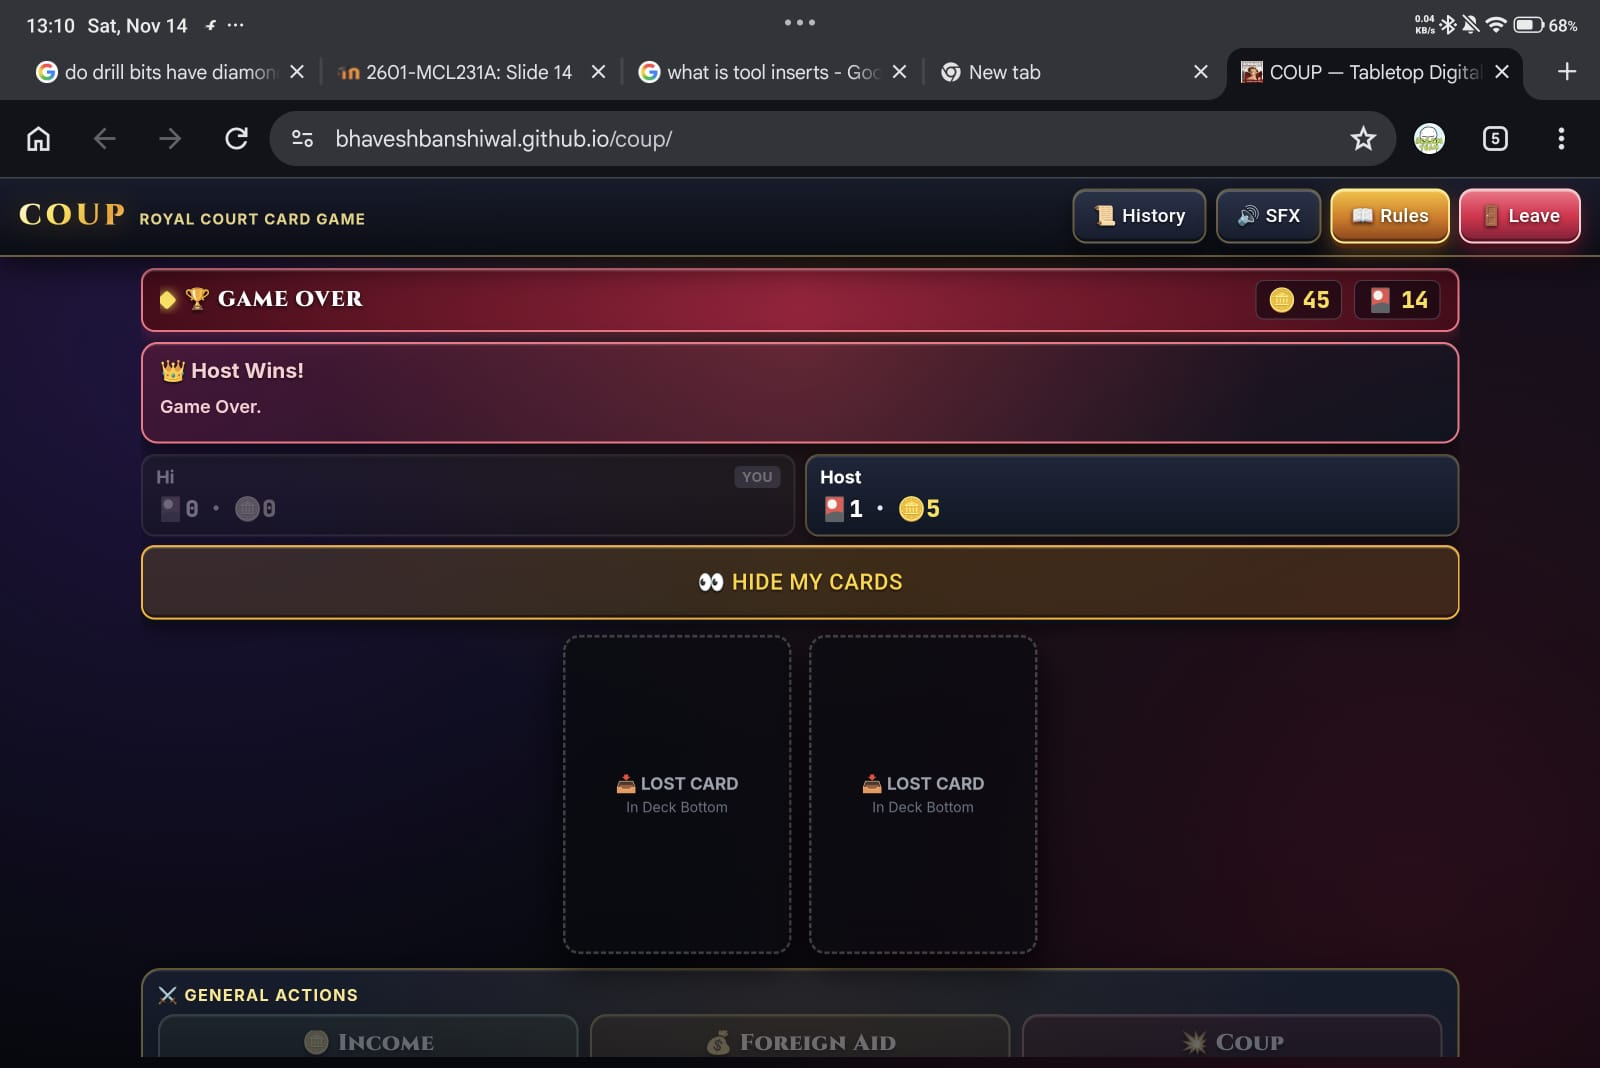 13:10 Sat, Nov 14
0.04 KB/s 68%
do drill bits have diamon
2601-MCL231A: Slide 14
what is tool inserts - Goo
New tab
COUP — Tabletop Digital
bhaveshbanshiwal.github.io/coup/
5
COUP ROYAL COURT CARD GAME
History
SFX
Rules
Leave
GAME OVER
45
14
Host Wins!
Game Over.
Hi
YOU
0 · 0
Host
1 · 5
HIDE MY CARDS
LOST CARD
In Deck Bottom
LOST CARD
In Deck Bottom
GENERAL ACTIONS
INCOME
FOREIGN AID
COUP